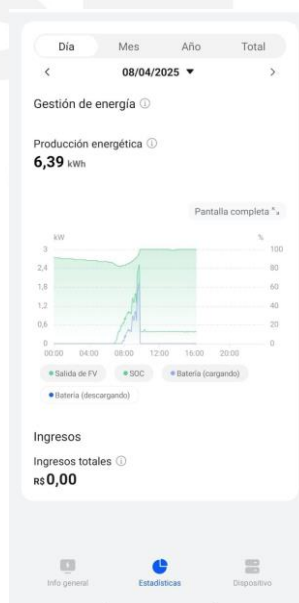 Día Mes Año Total
< 08/04/2025 ▼ >
Gestión de energía ⓘ
Producción energética ⓘ
6,39 kWh
Pantalla completa
kW %
3 100
2,4 80
1,8 60
1,2 40
0,6 20
0 0
00:00 04:00 08:00 12:00 16:00 20:00
Salida de FV SOC Batería (cargando)
Batería (descargando)
Ingresos
Ingresos totales ⓘ
R$0,00
Info general Estadísticas Dispositivo